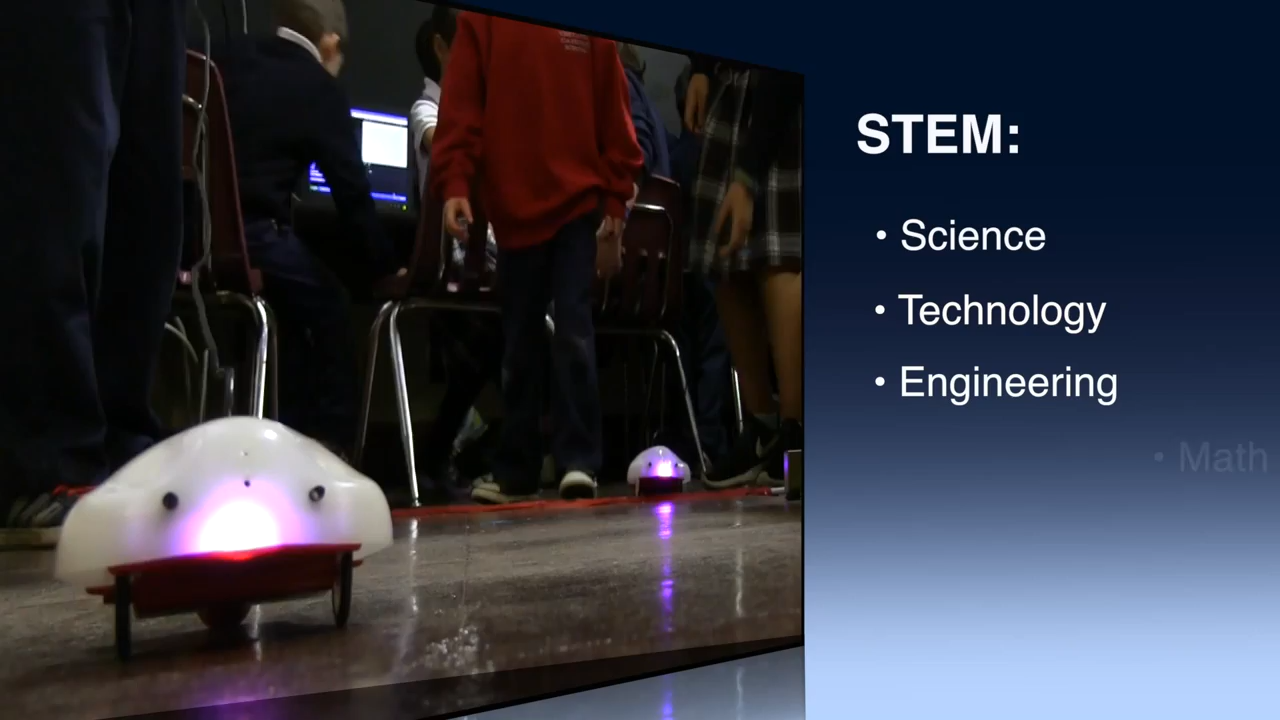 STEM:
• Science
• Technology
• Engineering
• Math